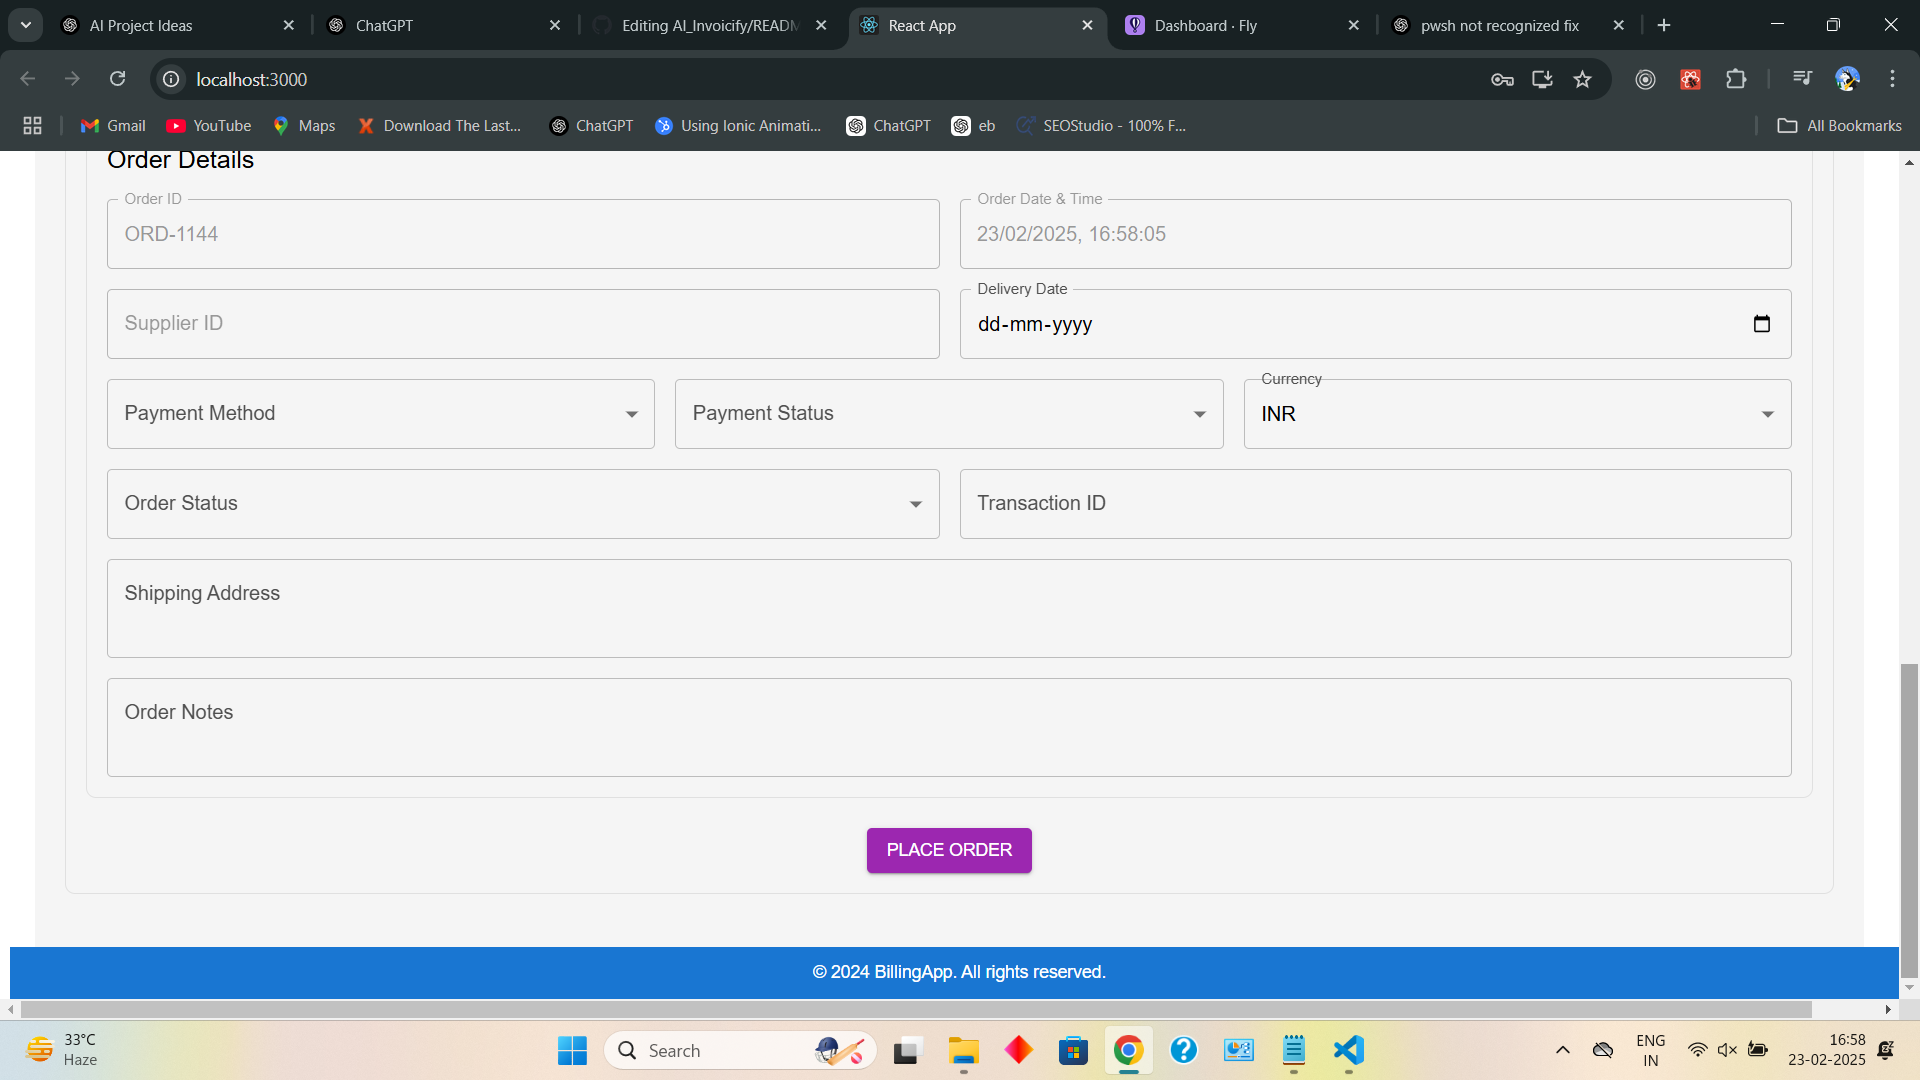 AI Project Ideas
ChatGPT
Editing AI_Invoicify/READM
React App
Dashboard · Fly
pwsh not recognized fix
localhost:3000
Gmail
YouTube
Maps
Download The Last...
ChatGPT
Using Ionic Animati...
ChatGPT
eb
SEOStudio - 100% F...
All Bookmarks
Order Details
Order ID
ORD-1144
Order Date & Time
23/02/2025, 16:58:05
Supplier ID
Delivery Date
dd-mm-yyyy
Payment Method
Payment Status
Currency
INR
Order Status
Transaction ID
Shipping Address
Order Notes
PLACE ORDER
© 2024 BillingApp. All rights reserved.
33°C
Haze
Search
ENG
IN
16:58
23-02-2025